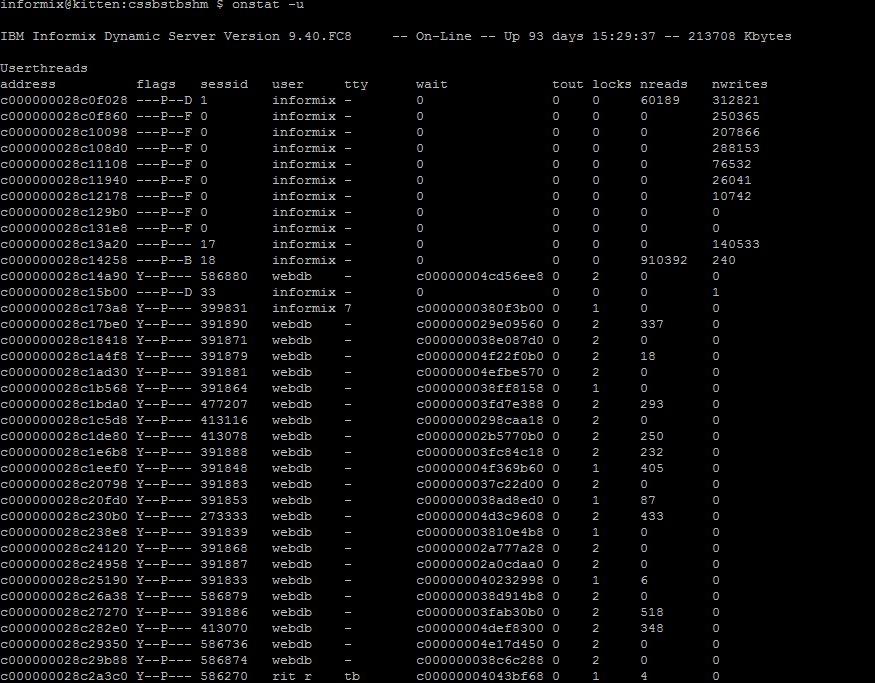 informix@kitten:cssbstbshm $ onstat -u
IBM Informix Dynamic Server Version 9.40.FC8     -- On-Line -- Up 93 days 15:29:37 -- 213708 Kbytes
Userthreads
address          flags   sessid   user     tty      wait             tout locks nreads   nwrites
c000000028c0f028 ---P--D 1        informix -        0                0    0     60189    312821
c000000028c0f860 ---P--F 0        informix -        0                0    0     0        250365
c000000028c10098 ---P--F 0        informix -        0                0    0     0        207866
c000000028c108d0 ---P--F 0        informix -        0                0    0     0        288153
c000000028c11108 ---P--F 0        informix -        0                0    0     0        76532
c000000028c11940 ---P--F 0        informix -        0                0    0     0        26041
c000000028c12178 ---P--F 0        informix -        0                0    0     0        10742
c000000028c129b0 ---P--F 0        informix -        0                0    0     0        0
c000000028c131e8 ---P--F 0        informix -        0                0    0     0        0
c000000028c13a20 ---P--- 17       informix -        0                0    0     0        140533
c000000028c14258 ---P--B 18       informix -        0                0    0     910392   240
c000000028c14a90 Y--P--- 586880   webdb    -        c00000004cd56ee8 0    2     0        0
c000000028c15b00 ---P--D 33       informix -        0                0    0     0        1
c000000028c173a8 Y--P--- 399831   informix 7        c0000000380f3b00 0    1     0        0
c000000028c17be0 Y--P--- 391890   webdb    -        c000000029e09560 0    2     337      0
c000000028c18418 Y--P--- 391871   webdb    -        c000000038e087d0 0    2     0        0
c000000028c1a4f8 Y--P--- 391879   webdb    -        c00000004f22f0b0 0    2     18       0
c000000028c1ad30 Y--P--- 391881   webdb    -        c00000004efbe570 0    2     0        0
c000000028c1b568 Y--P--- 391864   webdb    -        c000000038ff8158 0    1     0        0
c000000028c1bda0 Y--P--- 477207   webdb    -        c00000003fd7e388 0    2     293      0
c000000028c1c5d8 Y--P--- 413116   webdb    -        c000000298caa18 0    2     0        0
c000000028c1de80 Y--P--- 413078   webdb    -        c00000002b5770b0 0    2     250      0
c000000028c1e6b8 Y--P--- 391888   webdb    -        c00000003fc84c18 0    2     232      0
c000000028c1eef0 Y--P--- 391848   webdb    -        c00000004f369b60 0    1     405      0
c000000028c20798 Y--P--- 391883   webdb    -        c000000037c22d00 0    2     0        0
c000000028c20fd0 Y--P--- 391853   webdb    -        c000000038ad8ed0 0    1     87       0
c000000028c230b0 Y--P--- 273333   webdb    -        c00000004d3c9608 0    2     433      0
c000000028c238e8 Y--P--- 391839   webdb    -        c00000003810e4b8 0    1     0        0
c000000028c24120 Y--P--- 391868   webdb    -        c00000002a777a28 0    2     0        0
c000000028c24958 Y--P--- 391887   webdb    -        c00000002a0cdaa0 0    2     0        0
c000000028c25190 Y--P--- 391833   webdb    -        c000000040232998 0    1     6        0
c000000028c26a38 Y--P--- 586879   webdb    -        c000000038d914b8 0    2     0        0
c000000028c27270 Y--P--- 391886   webdb    -        c00000003fab30b0 0    2     518      0
c000000028c282e0 Y--P--- 413070   webdb    -        c00000004def8300 0    2     348      0
c000000028c29350 Y--P--- 586736   webdb    -        c00000004e17d450 0    2     0        0
c000000028c29b88 Y--P--- 586874   webdb    -        c000000038c6c288 0    2     0        0
c000000028c2a3c0 Y--P--- 586270   rit r    tb       c00000004043bf68 0    1     4        0